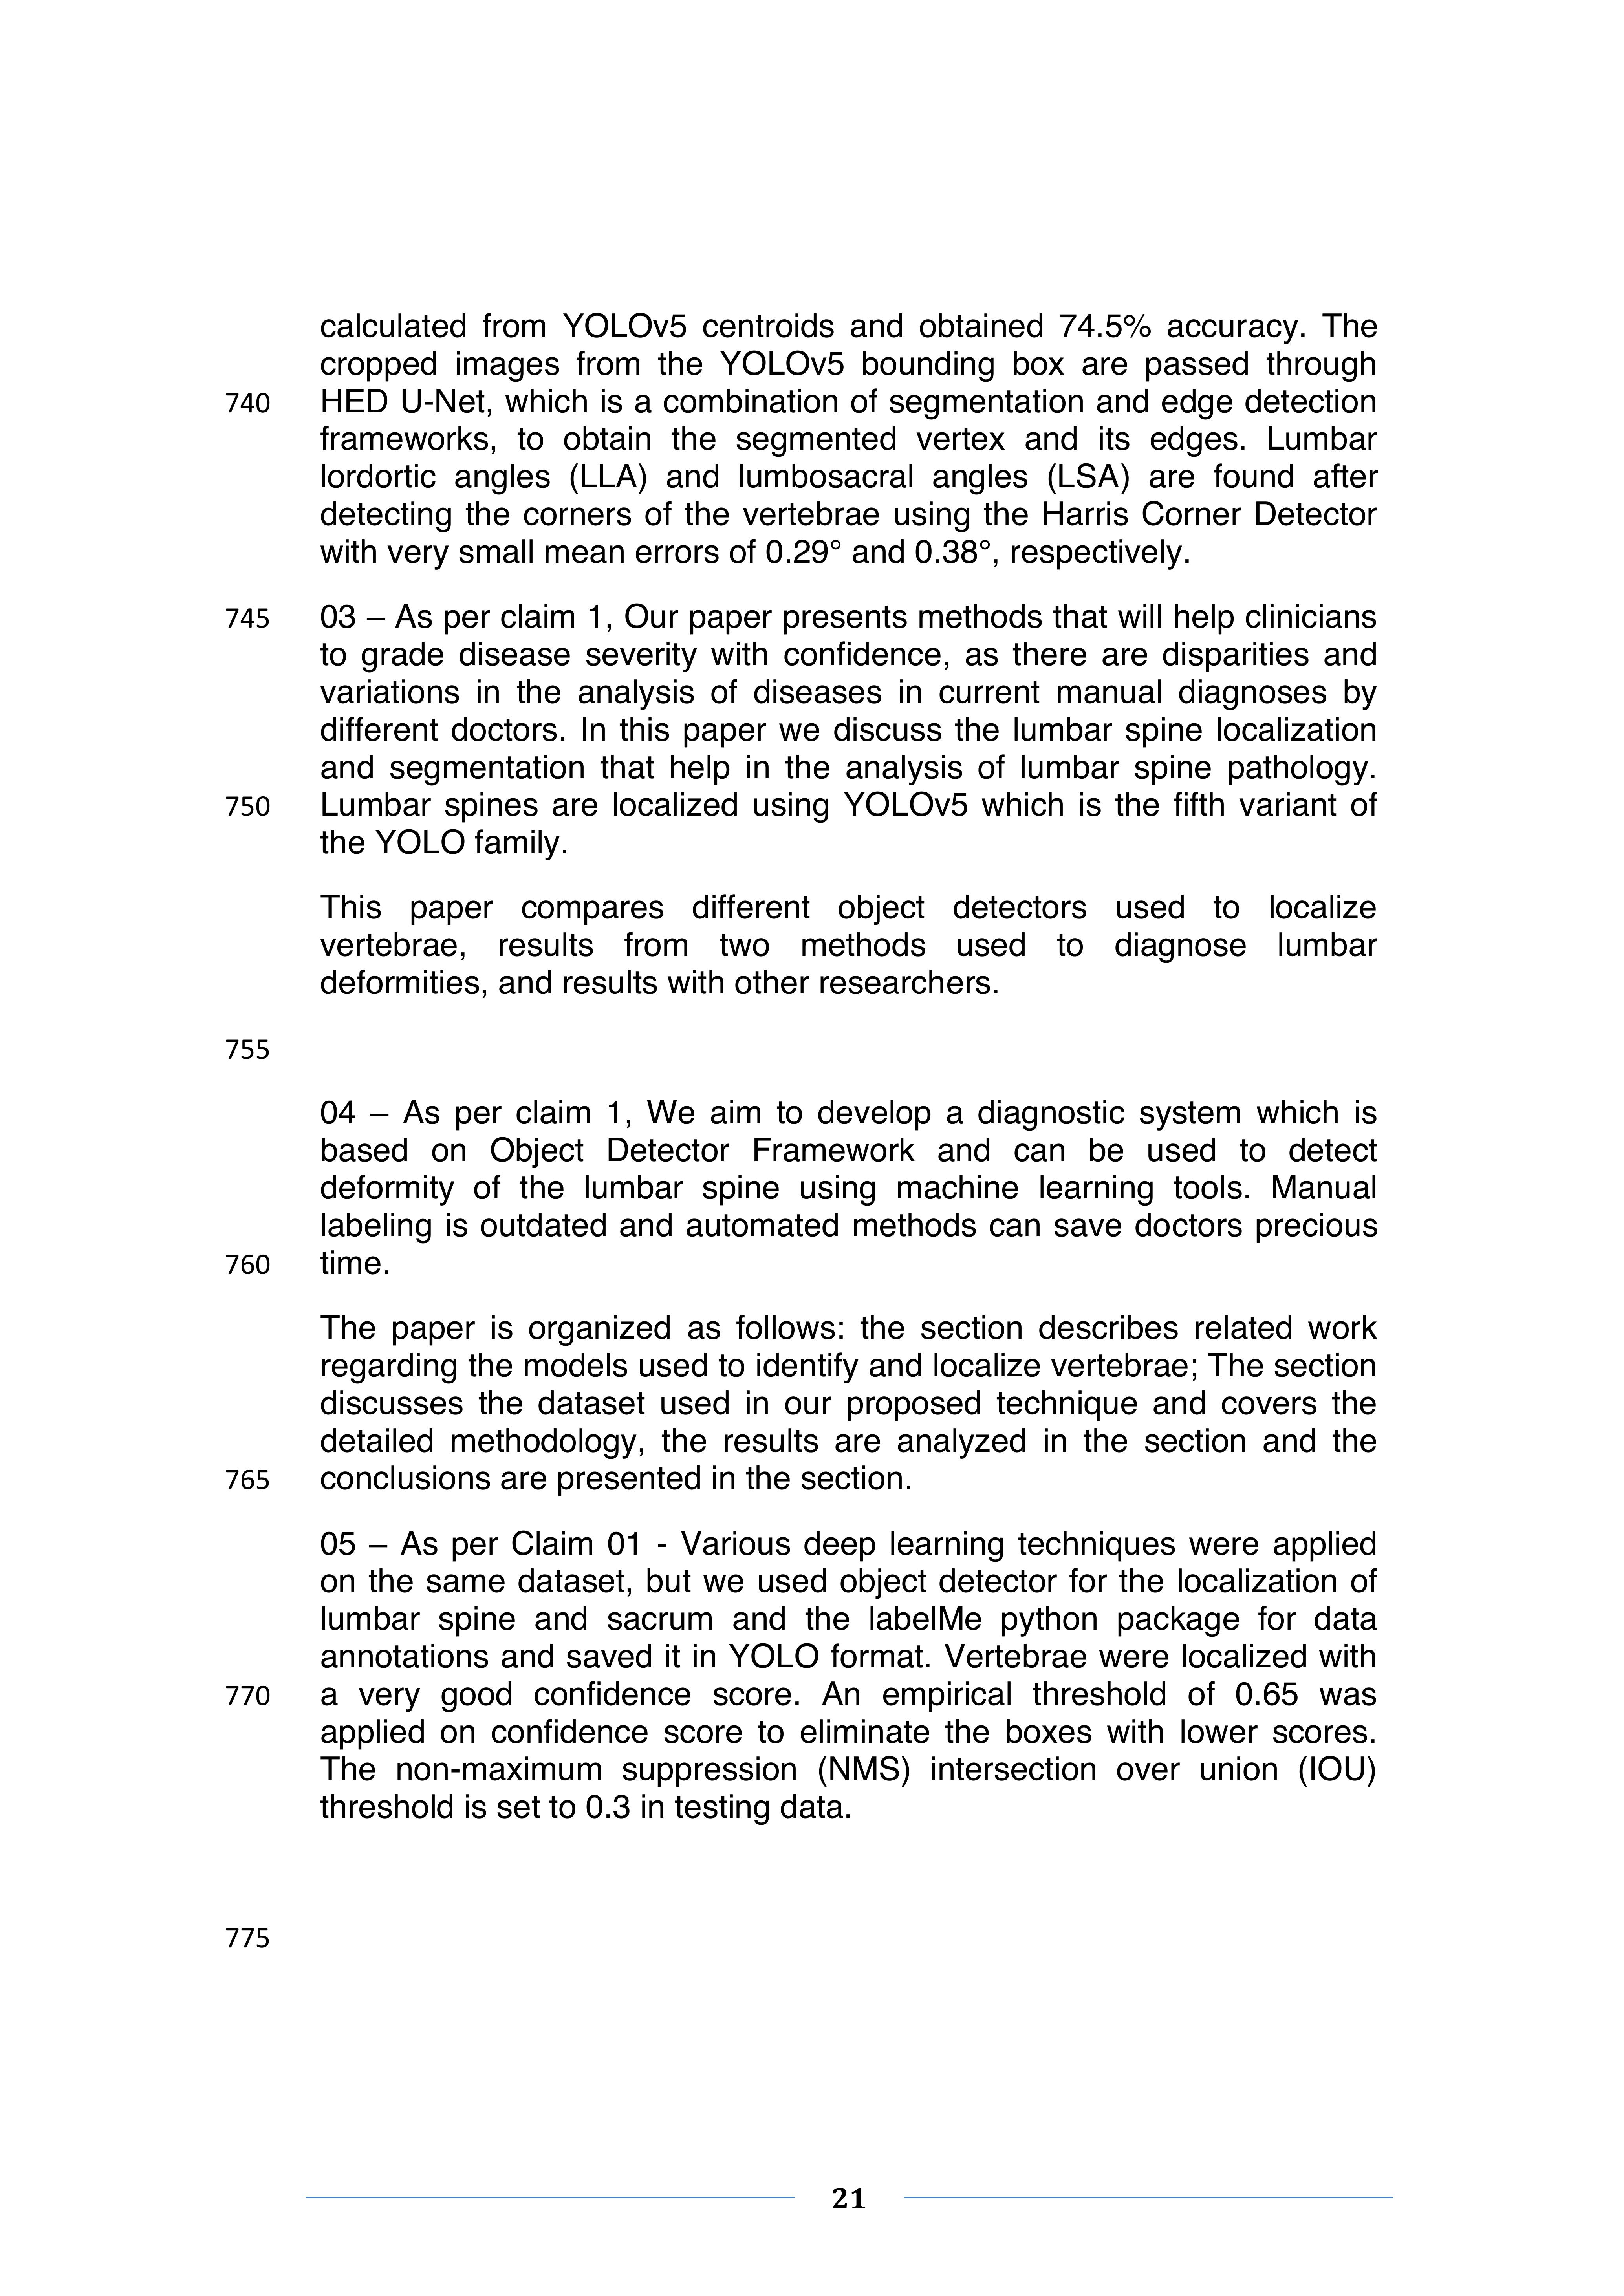 calculated from YOLOv5 centroids and obtained 74.5% accuracy. The
cropped images from the YOLOv5 bounding box are passed through
740 HED U-Net, which is a combination of segmentation and edge detection
frameworks, to obtain the segmented vertex and its edges. Lumbar
lordortic angles (LLA) and lumbosacral angles (LSA) are found after
detecting the corners of the vertebrae using the Harris Corner Detector
with very small mean errors of 0.29° and 0.38°, respectively.
745 03 – As per claim 1, Our paper presents methods that will help clinicians
to grade disease severity with confidence, as there are disparities and
variations in the analysis of diseases in current manual diagnoses by
different doctors. In this paper we discuss the lumbar spine localization
and segmentation that help in the analysis of lumbar spine pathology.
750 Lumbar spines are localized using YOLOv5 which is the fifth variant of
the YOLO family.
This paper compares different object detectors used to localize
vertebrae, results from two methods used to diagnose lumbar
deformities, and results with other researchers.
755
04 – As per claim 1, We aim to develop a diagnostic system which is
based on Object Detector Framework and can be used to detect
deformity of the lumbar spine using machine learning tools. Manual
labeling is outdated and automated methods can save doctors precious
760 time.
The paper is organized as follows: the section describes related work
regarding the models used to identify and localize vertebrae; The section
discusses the dataset used in our proposed technique and covers the
detailed methodology, the results are analyzed in the section and the
765 conclusions are presented in the section.
05 – As per Claim 01 - Various deep learning techniques were applied
on the same dataset, but we used object detector for the localization of
lumbar spine and sacrum and the labelMe python package for data
annotations and saved it in YOLO format. Vertebrae were localized with
770 a very good confidence score. An empirical threshold of 0.65 was
applied on confidence score to eliminate the boxes with lower scores.
The non-maximum suppression (NMS) intersection over union (IOU)
threshold is set to 0.3 in testing data.
775
21